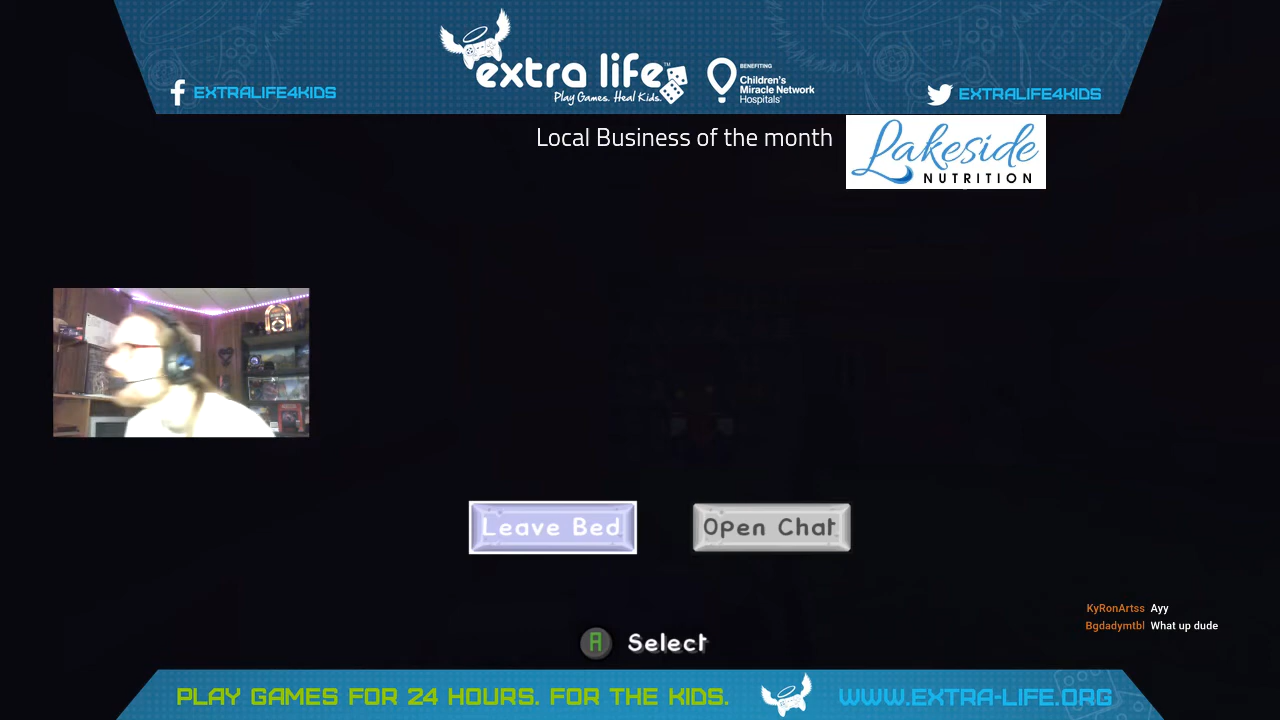 extra life™
Play Games. Heal Kids.
BENEFITING
Children's
Miracle Network
Hospitals
EXTRALIFE4KIDS
EXTRALIFE4KIDS
Local Business of the month
Lakeside
NUTRITION
Leave Bed
Open Chat
KyRonArtss Ayy
Bgdadymtbl What up dude
A Select
PLAY GAMES FOR 24 HOURS. FOR THE KIDS.
WWW.EXTRA-LIFE.ORG